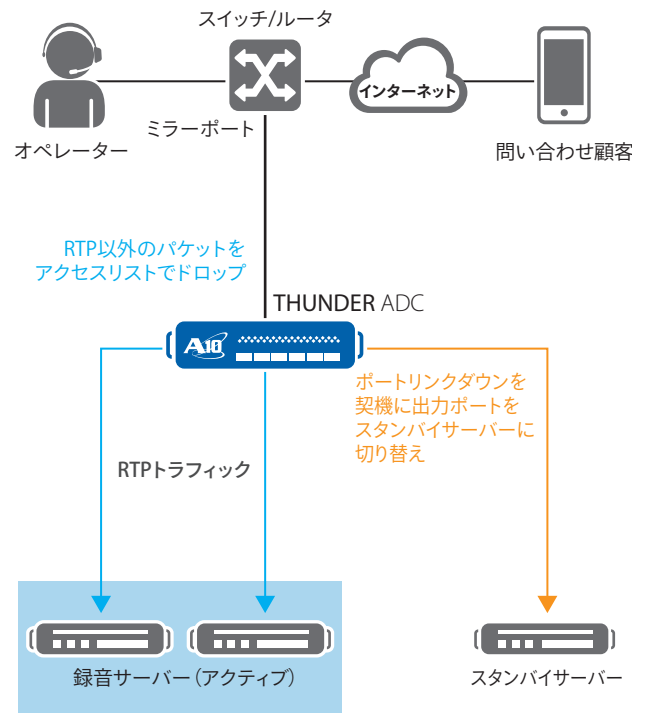 スイッチ/ルータ
インターネット
ミラーポート
オペレーター
問い合わせ顧客
RTP以外のパケットを
アクセスリストでドロップ
THUNDER ADC
A10
ポートリンクダウンを
契機に出力ポートを
スタンバイサーバーに
切り替え
RTPトラフィック
録音サーバー（アクティブ）
スタンバイサーバー